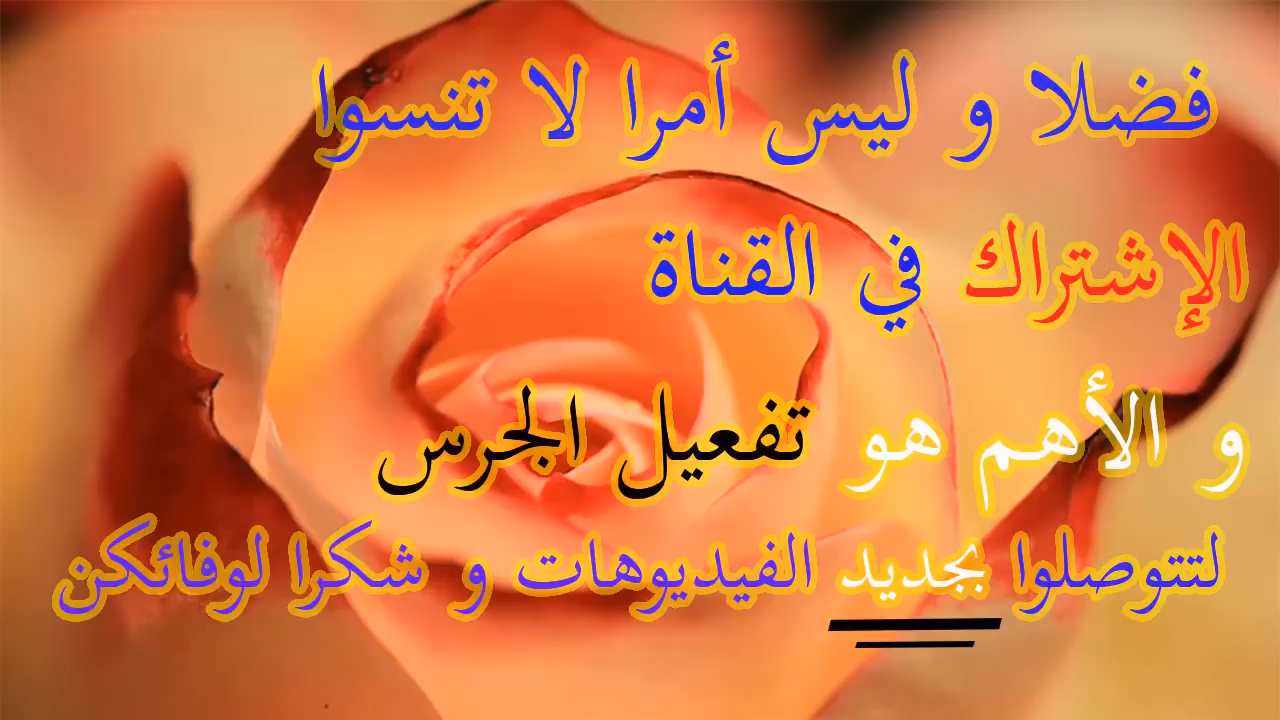 فضلا و ليس أمرا لا تنسوا
الإشتراك في القناة
و الأهم هو تفعيل الجرس
لتتوصلوا بجديد الفيديوهات و شكرا لوفائكن